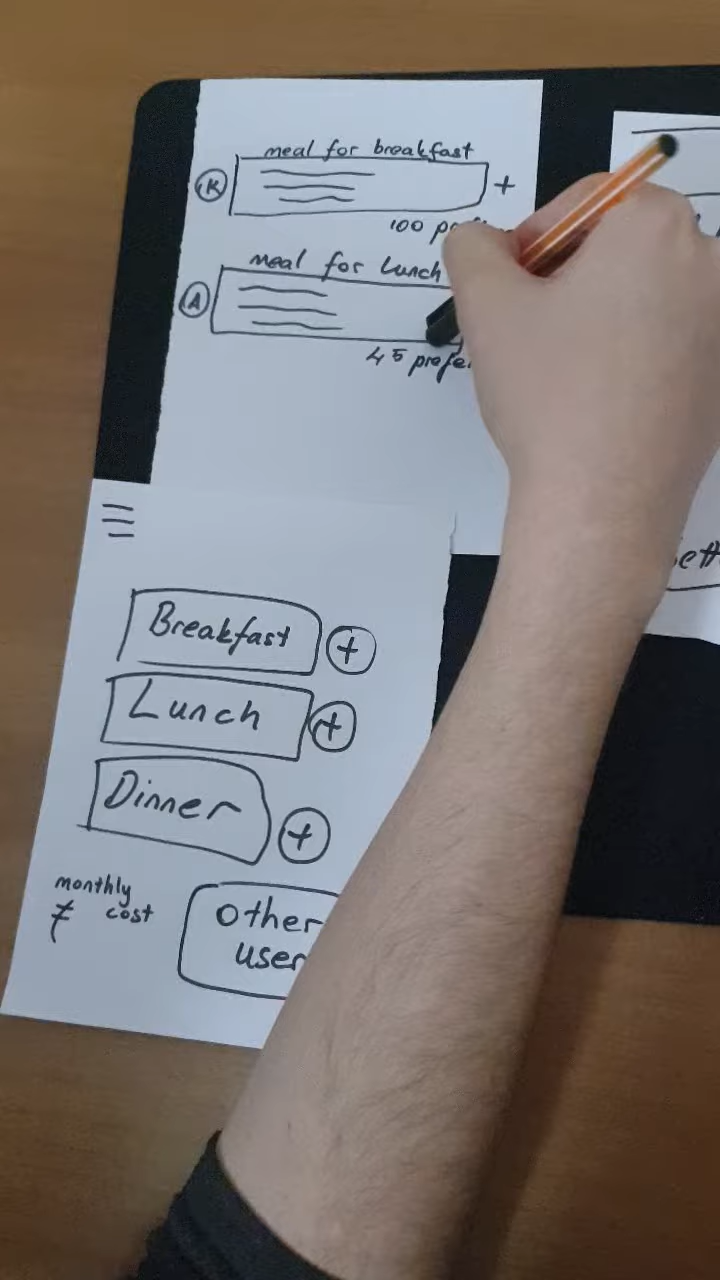 meal for breakfast
K
+
100
meal for Lunch
A
45
Breakfast +
Lunch +
Dinner +
monthly
₺ cost
other
user